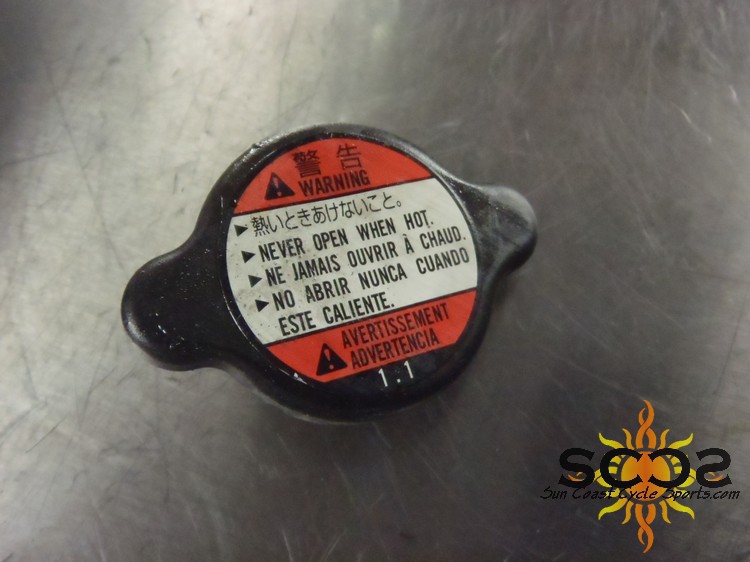 警告
WARNING
熱いときあけないこと。
NEVER OPEN WHEN HOT.
NE JAMAIS OUVRIR À CHAUD.
NO ABRIR NUNCA CUANDO
ESTE CALIENTE.
AVERTISSEMENT
ADVERTENCIA
1.1
SCCS
Sun Coast Cycle Sports.com